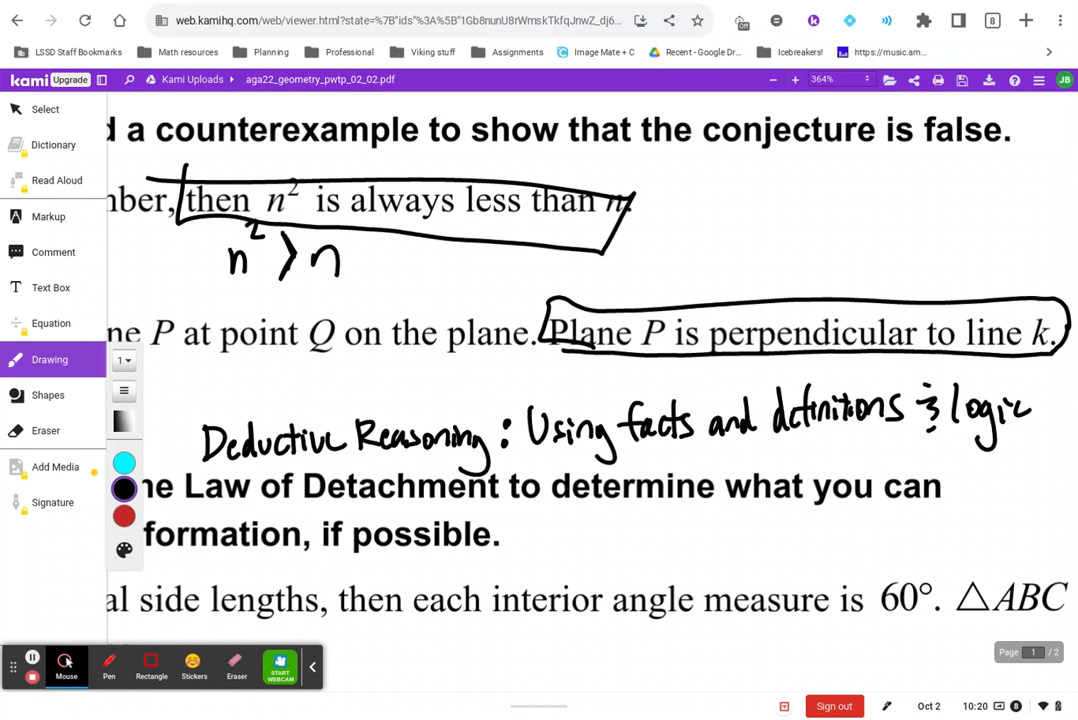 web.kamihq.com/web/viewer.html?state=%7B"ids"%3A%5B"1Gb8nunU8rWmskTkfqJnwZ_dj6...
8
LSSD Staff Bookmarks Math resources Planning Professional Viking stuff Assignments Image Mate + C Recent - Google Dr... Icebreakers! https://music.am...
kami Upgrade Kami Uploads aga22_geometry_pwtp_02_02.pdf 364% JB
Select
Dictionary
Read Aloud
Markup
Comment
Text Box
Equation
Drawing
Shapes
Eraser
Add Media
Signature
1
d a counterexample to show that the conjecture is false.
nber, then n² is always less than n.
n² > n
ne P at point Q on the plane. Plane P is perpendicular to line k.
Deductive Reasoning : Using facts and definitions & logic
he Law of Detachment to determine what you can
formation, if possible.
al side lengths, then each interior angle measure is 60°. △ABC
Page 1 / 2
Mouse Pen Rectangle Stickers Eraser START WEBCAM
Sign out Oct 2 10:20 8